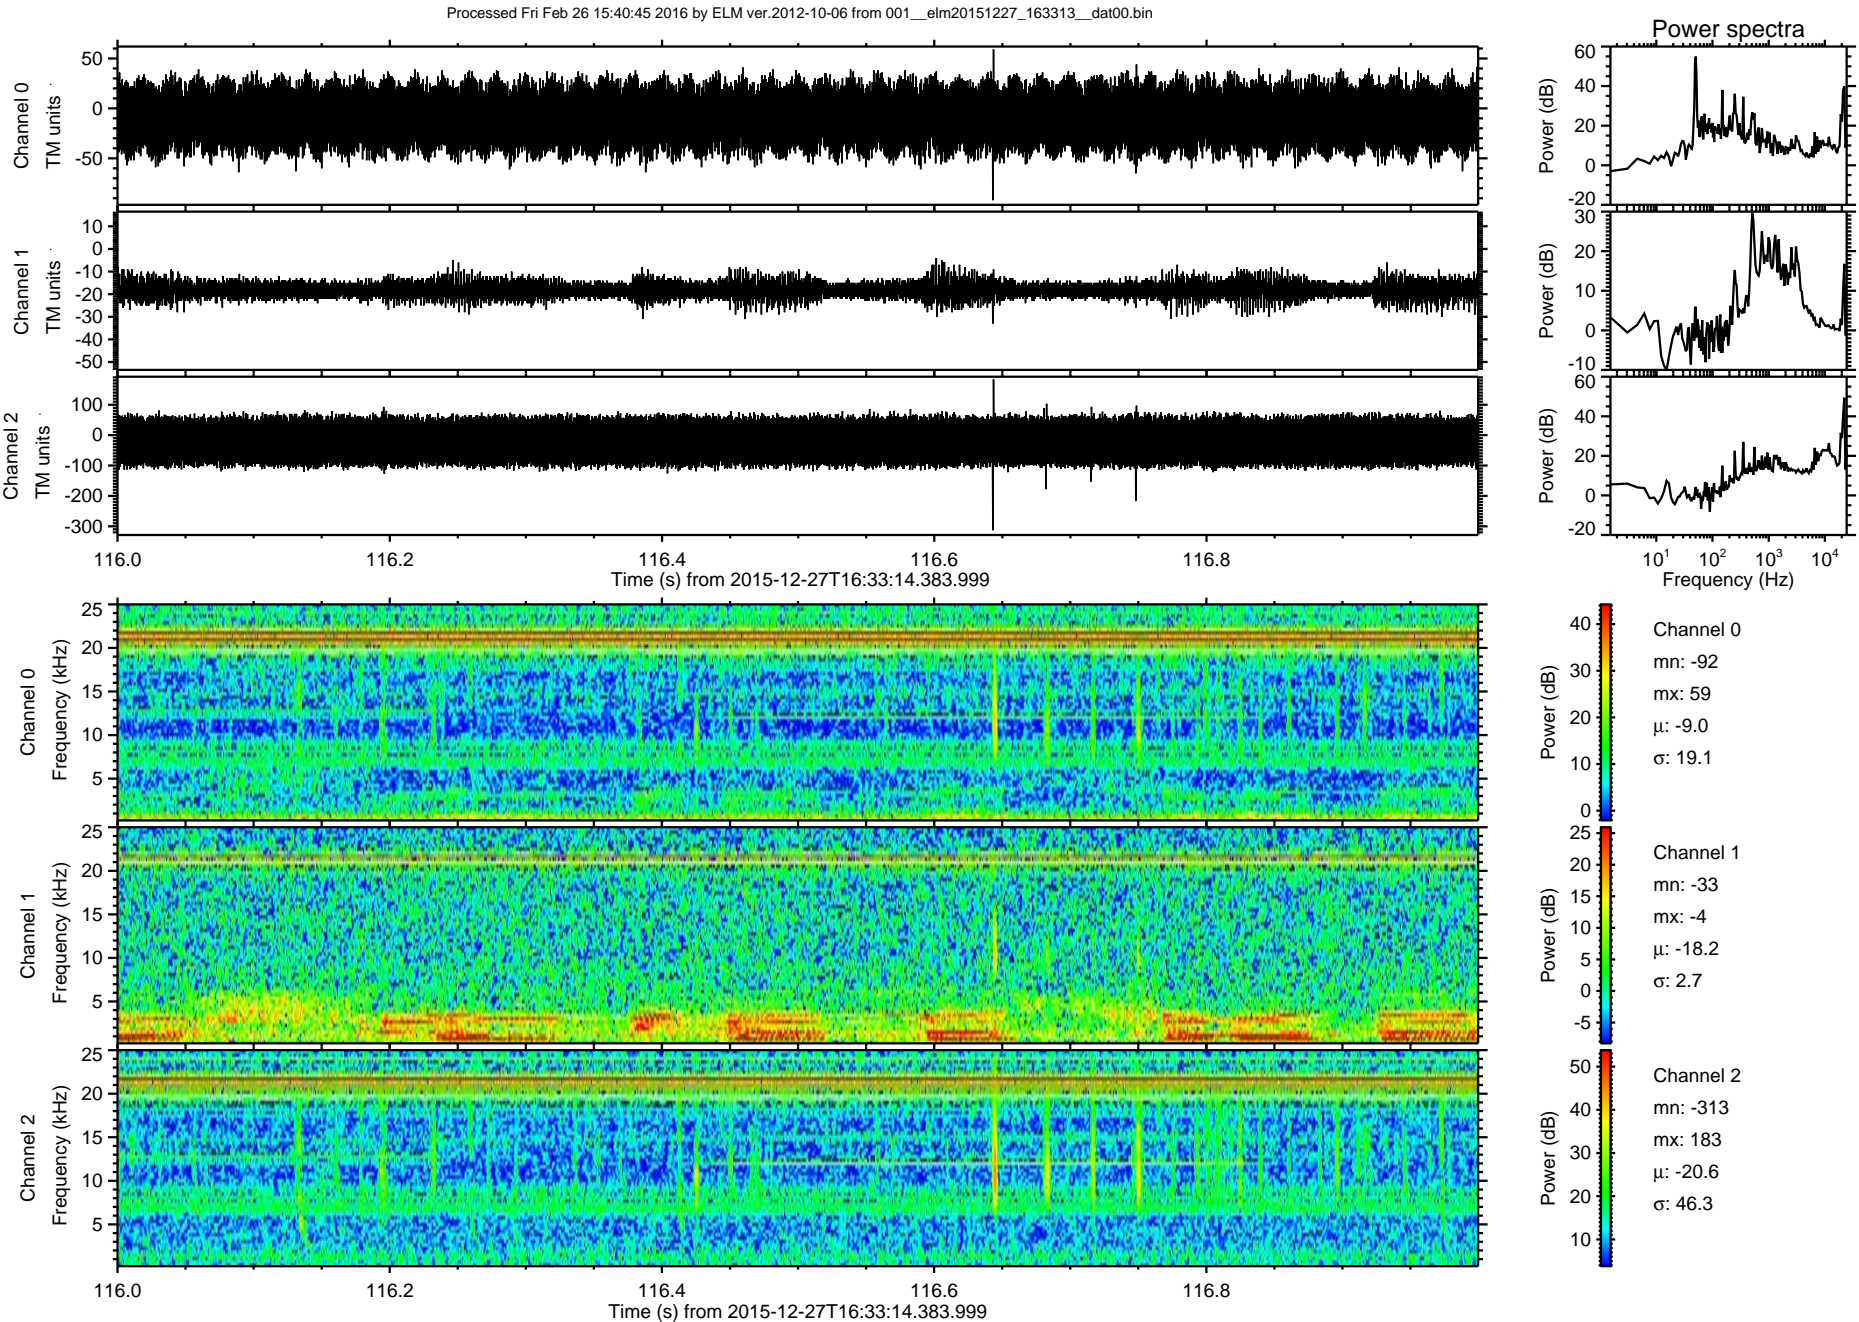 Processed Fri Feb 26 15:40:45 2016 by ELM ver.2012-10-06 from 001__elm20151227_163313__dat00.bin
Power spectra
Channel 0
TM units
50
0
-50
Power (dB)
60
40
20
0
-20
Channel 1
TM units
10
0
-10
-20
-30
-40
-50
Power (dB)
30
20
10
0
-10
Channel 2
TM units
100
0
-100
-200
-300
Power (dB)
60
40
20
0
-20
116.0 116.2 116.4 116.6 116.8
Time (s) from 2015-12-27T16:33:14.383.999
10^1 10^2 10^3 10^4
Frequency (Hz)
Channel 0
Frequency (kHz)
25
20
15
10
5
Power (dB)
40
30
20
10
0
Channel 0
mn: -92
mx: 59
μ: -9.0
σ: 19.1
Channel 1
Frequency (kHz)
25
20
15
10
5
Power (dB)
25
20
15
10
5
0
-5
Channel 1
mn: -33
mx: -4
μ: -18.2
σ: 2.7
Channel 2
Frequency (kHz)
25
20
15
10
5
Power (dB)
50
40
30
20
10
Channel 2
mn: -313
mx: 183
μ: -20.6
σ: 46.3
116.0 116.2 116.4 116.6 116.8
Time (s) from 2015-12-27T16:33:14.383.999